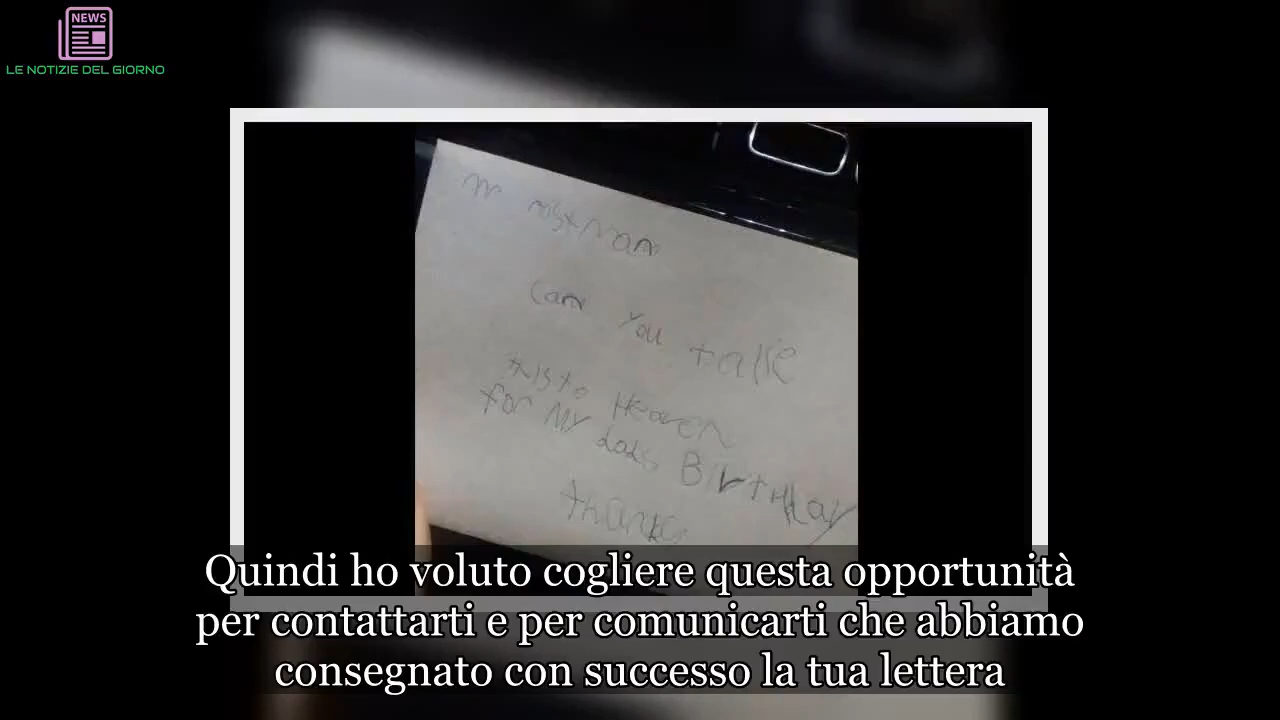 NEWS
LE NOTIZIE DEL GIORNO
mr PostMan
Can you take
this to Heaven
for My dads BirtHday
thanks
Quindi ho voluto cogliere questa opportunità
per contattarti e per comunicarti che abbiamo
consegnato con successo la tua lettera